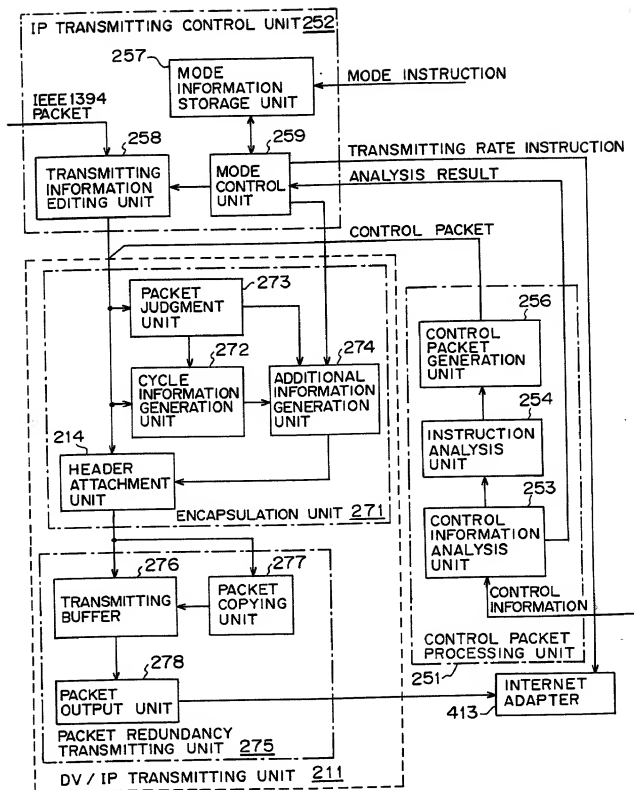 IP TRANSMITTING CONTROL UNIT 252
257
MODE
INFORMATION
STORAGE UNIT
MODE INSTRUCTION
IEEE1394
PACKET
258
259
TRANSMITTING RATE INSTRUCTION
TRANSMITTING
INFORMATION
EDITING UNIT
MODE
CONTROL
UNIT
ANALYSIS RESULT
CONTROL PACKET
273
PACKET
JUDGMENT
UNIT
256
CONTROL
PACKET
GENERATION
UNIT
272
274
CYCLE
INFORMATION
GENERATION
UNIT
ADDITIONAL
INFORMATION
GENERATION
UNIT
254
INSTRUCTION
ANALYSIS
UNIT
214
HEADER
ATTACHMENT
UNIT
253
CONTROL
INFORMATION
ANALYSIS
UNIT
ENCAPSULATION UNIT 271
276
277
TRANSMITTING
BUFFER
PACKET
COPYING
UNIT
CONTROL
INFORMATION
CONTROL PACKET
PROCESSING UNIT
251
278
PACKET
OUTPUT UNIT
INTERNET
ADAPTER
413
PACKET REDUNDANCY
TRANSMITTING UNIT 275
DV / IP TRANSMITTING UNIT 211